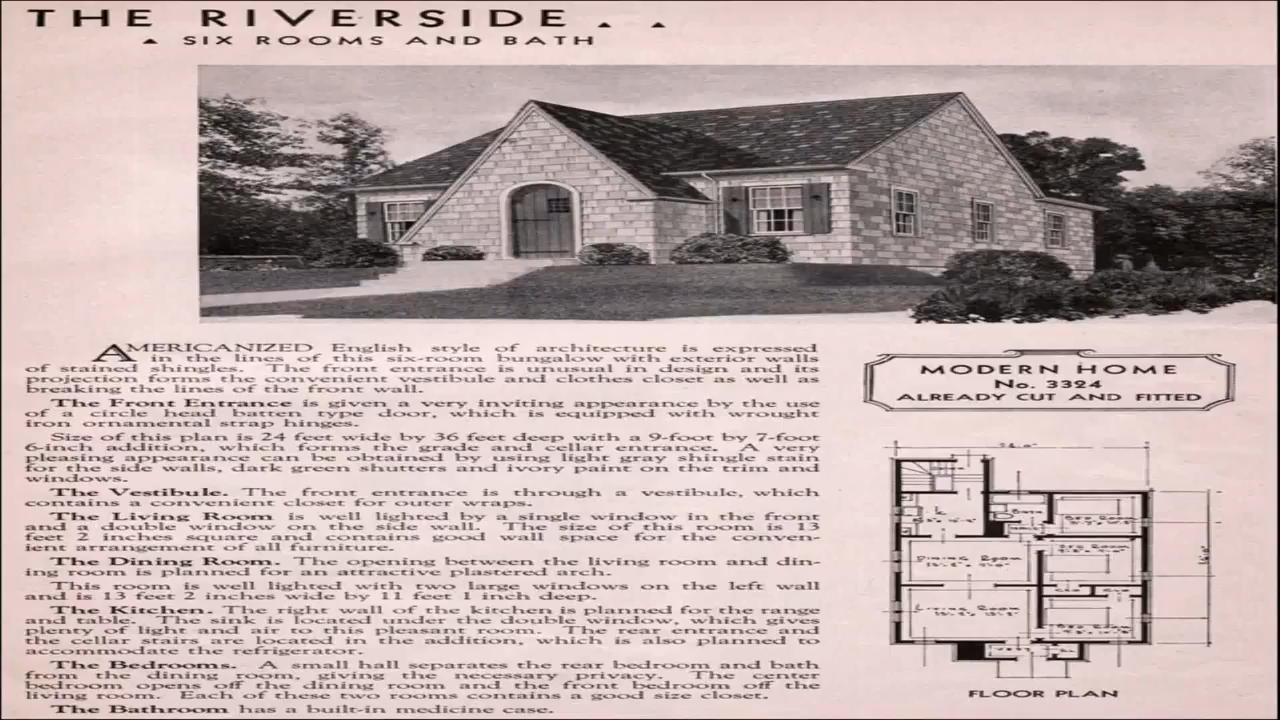 THE RIVERSIDE
SIX ROOMS AND BATH
AMERICANIZED English style of architecture is expressed
in the lines of this six-room bungalow with exterior walls
of stained shingles. The front entrance is unusual in design and its
projection forms the convenient vestibule and clothes closet as well as
breaking the lines of the front wall.
The Front Entrance is given a very inviting appearance by the use
of a circle head batten type door, which is equipped with wrought
iron ornamental strap hinges.
Size of this plan is 24 feet wide by 36 feet deep with a 9-foot by 7-foot
6-inch addition, which forms the grade and cellar entrance. A very
pleasing appearance can be obtained by using light gray shingle stain
for the side walls, dark green shutters and ivory paint on the trim and
windows.
The Vestibule. The front entrance is through a vestibule, which
contains a convenient closet for outer wraps.
The Living Room is well lighted by a single window in the front
and a double window on the side wall. The size of this room is 13
feet 2 inches square and contains good wall space for the conven-
ient arrangement of all furniture.
The Dining Room. The opening between the living room and din-
ing room is planned for an attractive plastered arch.
This room is well lighted with two large windows on the left wall
and is 13 feet 2 inches wide by 11 feet 1 inch deep.
The Kitchen. The right wall of the kitchen is planned for the range
and table. The sink is located under the double window, which gives
plenty of light and air to this pleasant room. The rear entrance and
the cellar stairs are located in the addition, which is also planned to
accommodate the refrigerator.
The Bedrooms. A small hall separates the rear bedroom and bath
from the dining room, giving the necessary privacy. The center
bedroom opens off the dining room and the front bedroom off the
living room. Each of these two rooms contains a good size closet.
The Bathroom has a built-in medicine case.
MODERN HOME
No. 3324
ALREADY CUT AND FITTED
Dining Room
Living Room
FLOOR PLAN